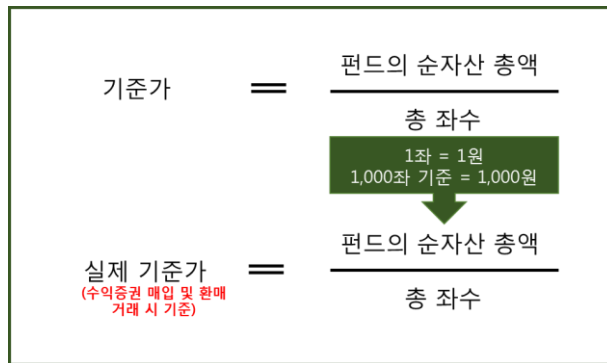 기준가 = 펀드의 순자산 총액
총 좌수
1좌 = 1원
1,000좌 기준 = 1,000원
실제 기준가 = 펀드의 순자산 총액
(수익증권 매입 및 환매
거래 시 기준)
총 좌수